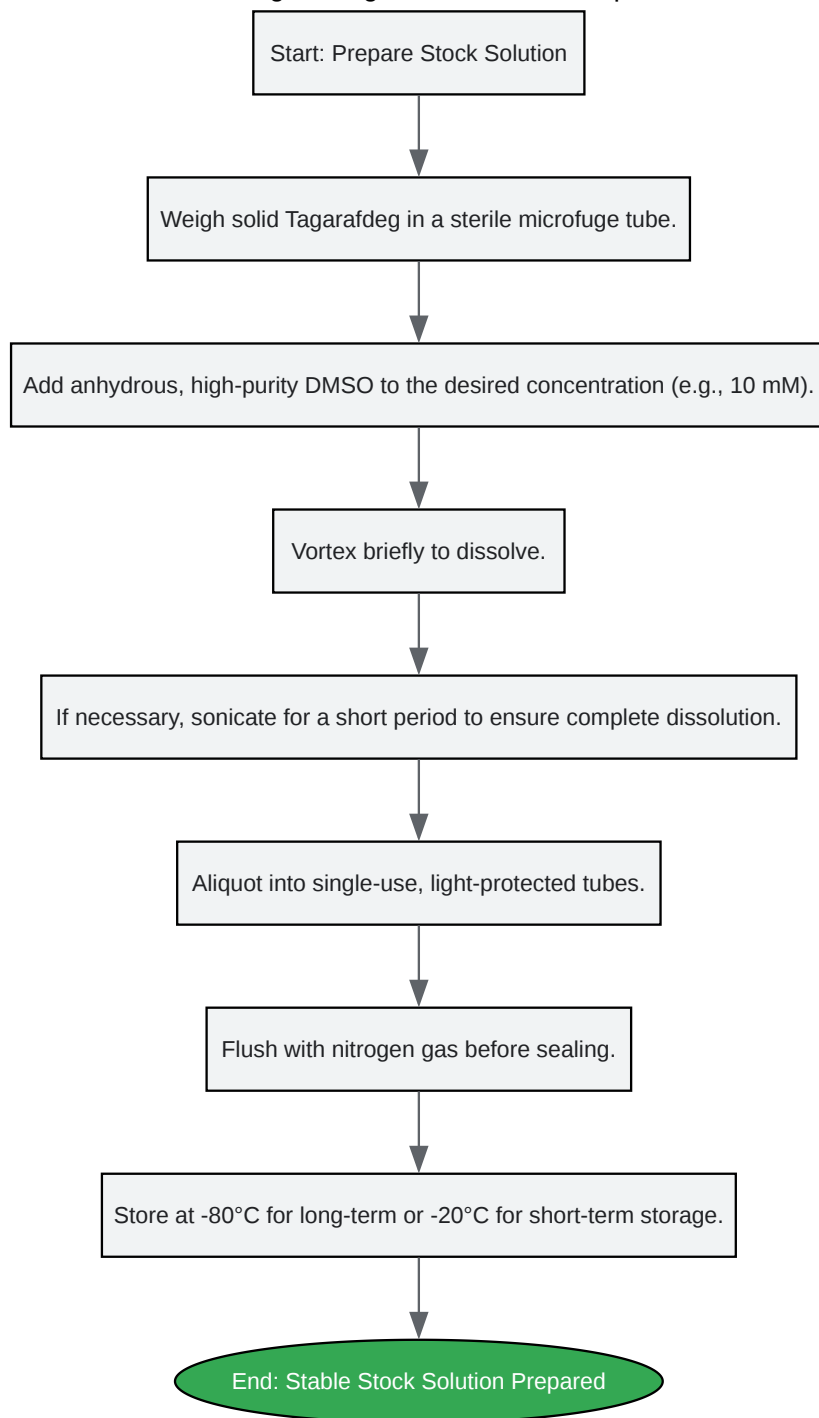 Start: Prepare Stock Solution
Weigh solid Tagarafdeg in a sterile microfuge tube.
Add anhydrous, high-purity DMSO to the desired concentration (e.g., 10 mM).
Vortex briefly to dissolve.
If necessary, sonicate for a short period to ensure complete dissolution.
Aliquot into single-use, light-protected tubes.
Flush with nitrogen gas before sealing.
Store at -80°C for long-term or -20°C for short-term storage.
End: Stable Stock Solution Prepared